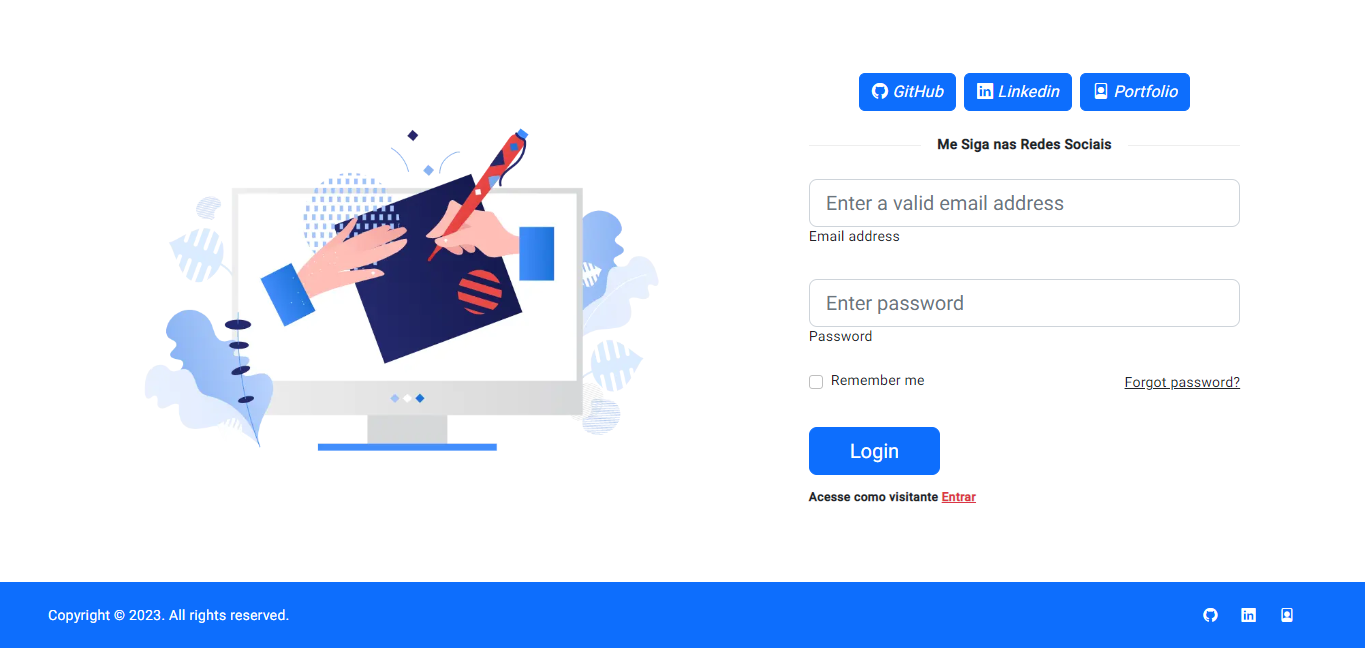 GitHub
Linkedin
Portfolio
Me Siga nas Redes Sociais
Enter a valid email address
Email address
Enter password
Password
Remember me
Forgot password?
Login
Acesse como visitante Entrar
Copyright © 2023. All rights reserved.